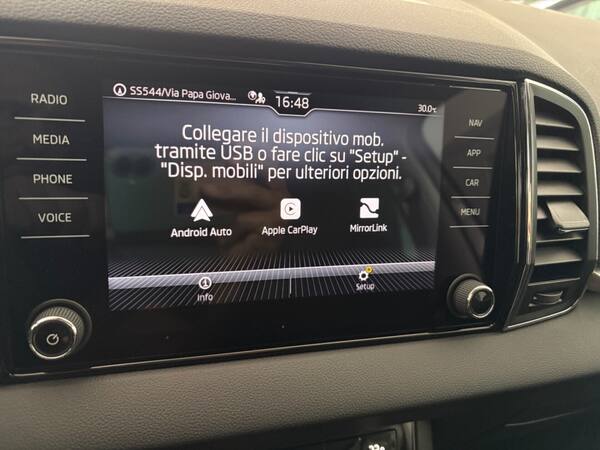 RADIO
MEDIA
PHONE
VOICE
SS544/Via Papa Giova...
16:48
30.0°C
Collegare il dispositivo mob.
tramite USB o fare clic su "Setup" -
"Disp. mobili" per ulteriori opzioni.
Android Auto
Apple CarPlay
MirrorLink
Info
Setup
NAV
APP
CAR
MENU